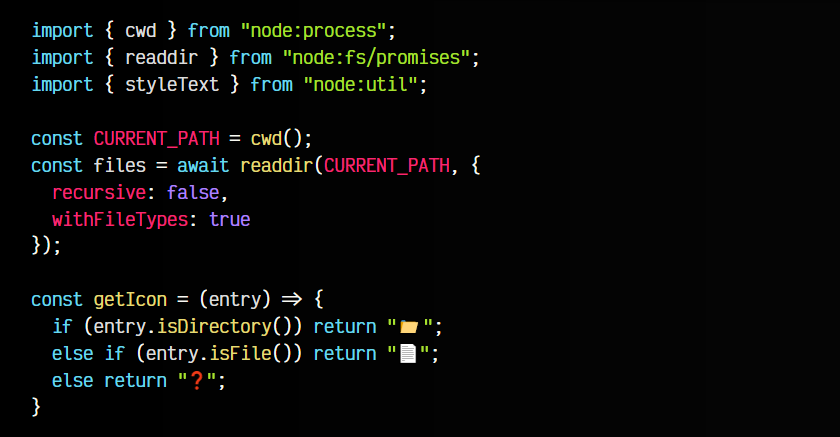 import { cwd } from "node:process";
import { readdir } from "node:fs/promises";
import { styleText } from "node:util";

const CURRENT_PATH = cwd();
const files = await readdir(CURRENT_PATH, {
  recursive: false,
  withFileTypes: true
});

const getIcon = (entry) => {
  if (entry.isDirectory()) return "📂";
  else if (entry.isFile()) return "📄";
  else return "❓";
}